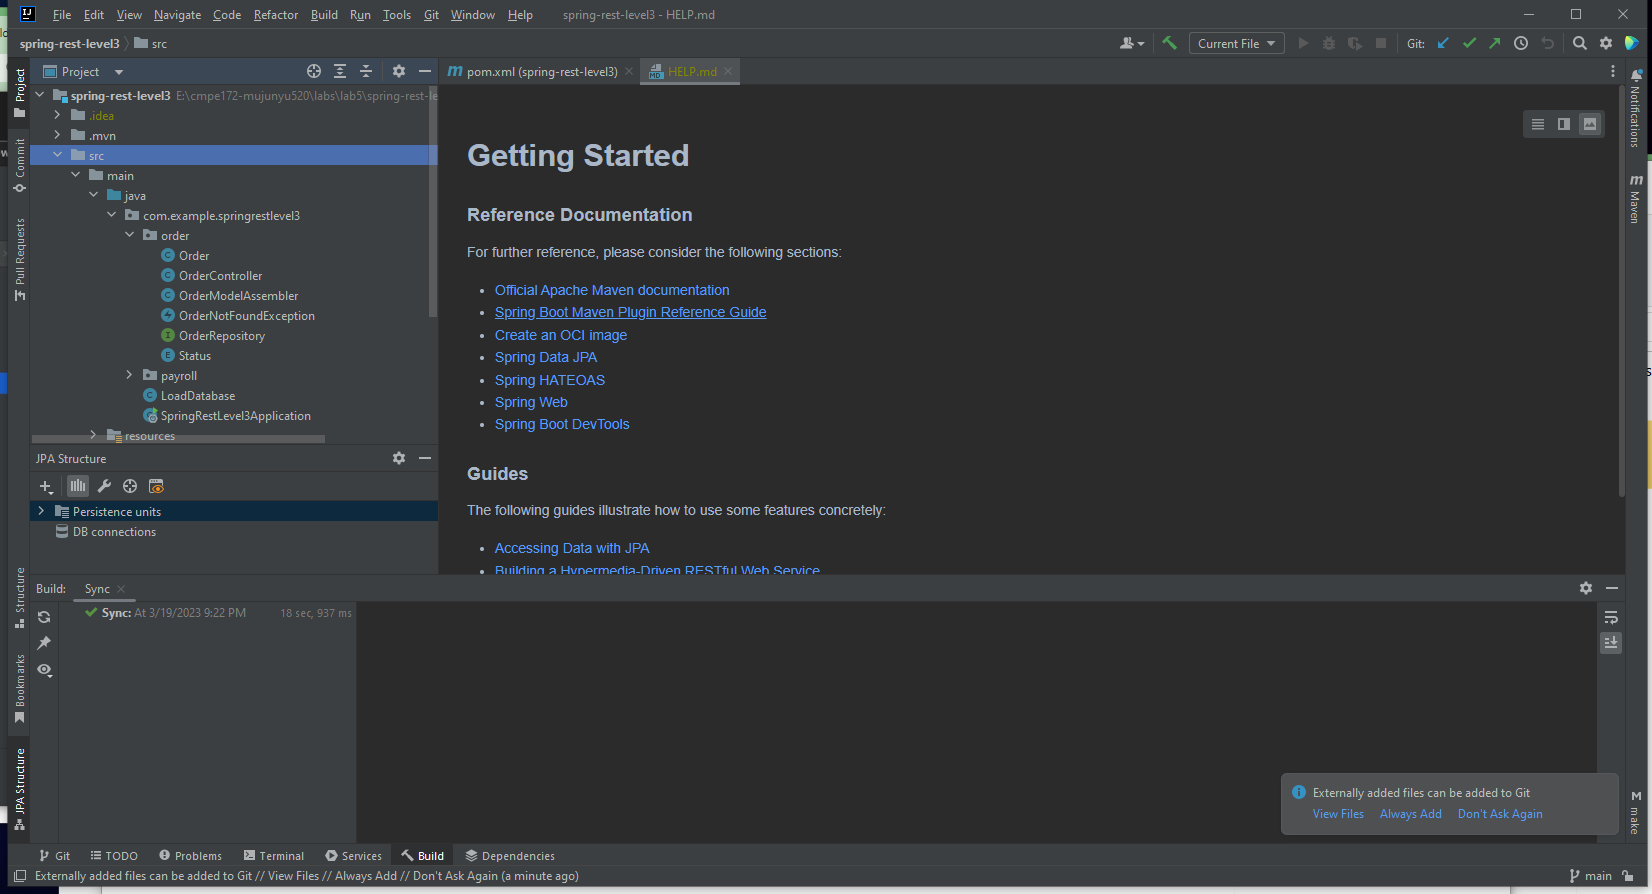 File Edit View Navigate Code Refactor Build Run Tools Git Window Help spring-rest-level3 - HELP.md
spring-rest-level3 src
Current File
Git:
Project
pom.xml (spring-rest-level3)
HELP.md
spring-rest-level3 E:\cmpe172-mujunyu520\labs\lab5\spring-rest-le
.idea
.mvn
src
main
java
com.example.springrestlevel3
order
Order
OrderController
OrderModelAssembler
OrderNotFoundException
OrderRepository
Status
payroll
LoadDatabase
SpringRestLevel3Application
resources
Getting Started
Reference Documentation
For further reference, please consider the following sections:
• Official Apache Maven documentation
• Spring Boot Maven Plugin Reference Guide
• Create an OCI image
• Spring Data JPA
• Spring HATEOAS
• Spring Web
• Spring Boot DevTools
Guides
The following guides illustrate how to use some features concretely:
• Accessing Data with JPA
• Building a Hypermedia-Driven RESTful Web Service
JPA Structure
Persistence units
DB connections
Build: Sync
Sync: At 3/19/2023 9:22 PM 18 sec, 937 ms
Externally added files can be added to Git
View Files Always Add Don't Ask Again
Project
Commit
Pull Requests
Structure
Bookmarks
JPA Structure
Notifications
Maven
make
Git TODO Problems Terminal Services Build Dependencies
Externally added files can be added to Git // View Files // Always Add // Don't Ask Again (a minute ago)
main